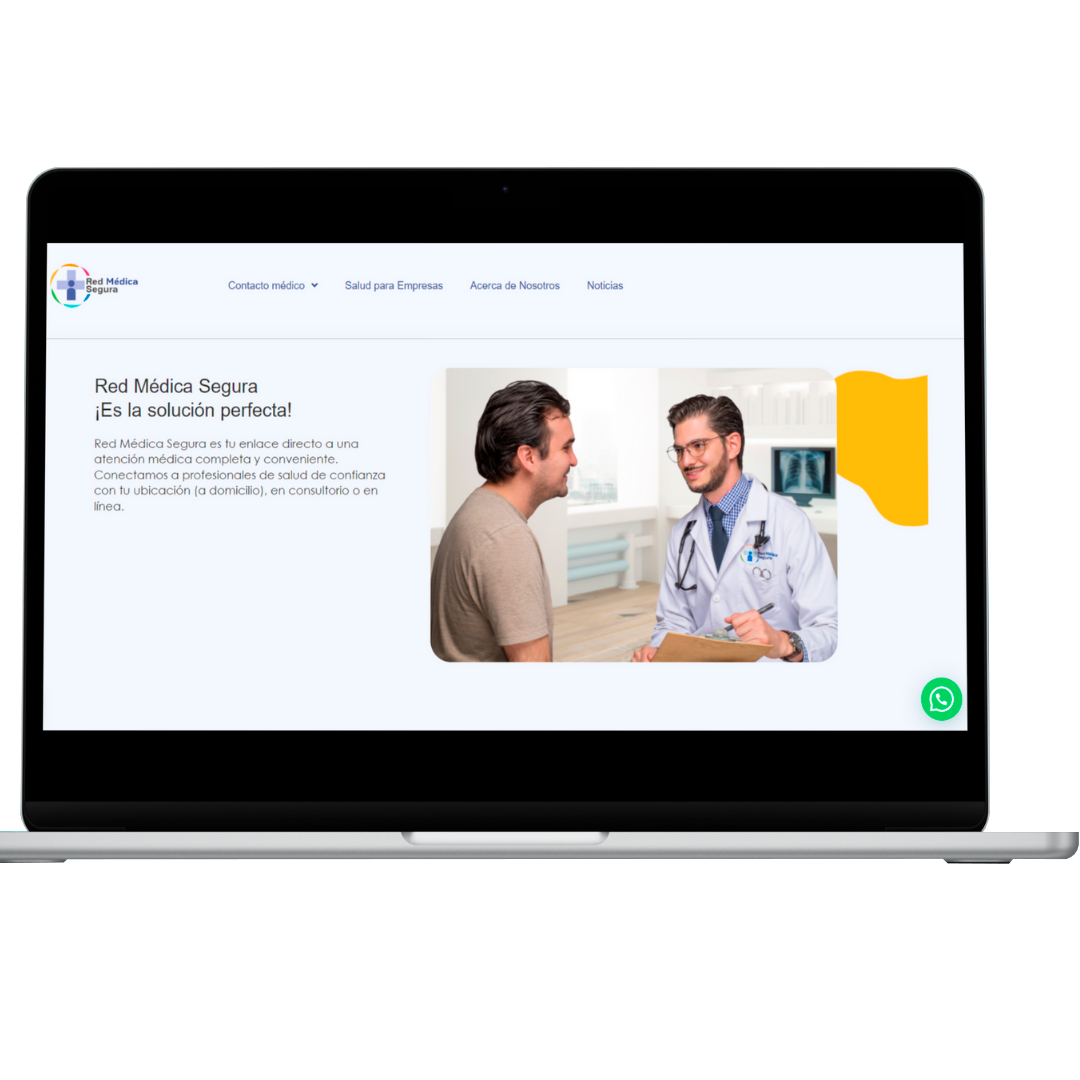 Red Médica
Segura
Contacto médico
Salud para Empresas
Acerca de Nosotros
Noticias
Red Médica Segura
¡Es la solución perfecta!
Red Médica Segura es tu enlace directo a una
atención médica completa y conveniente.
Conectamos a profesionales de salud de confianza
con tu ubicación (a domicilio), en consultorio o en
línea.
Red Médica
Segura